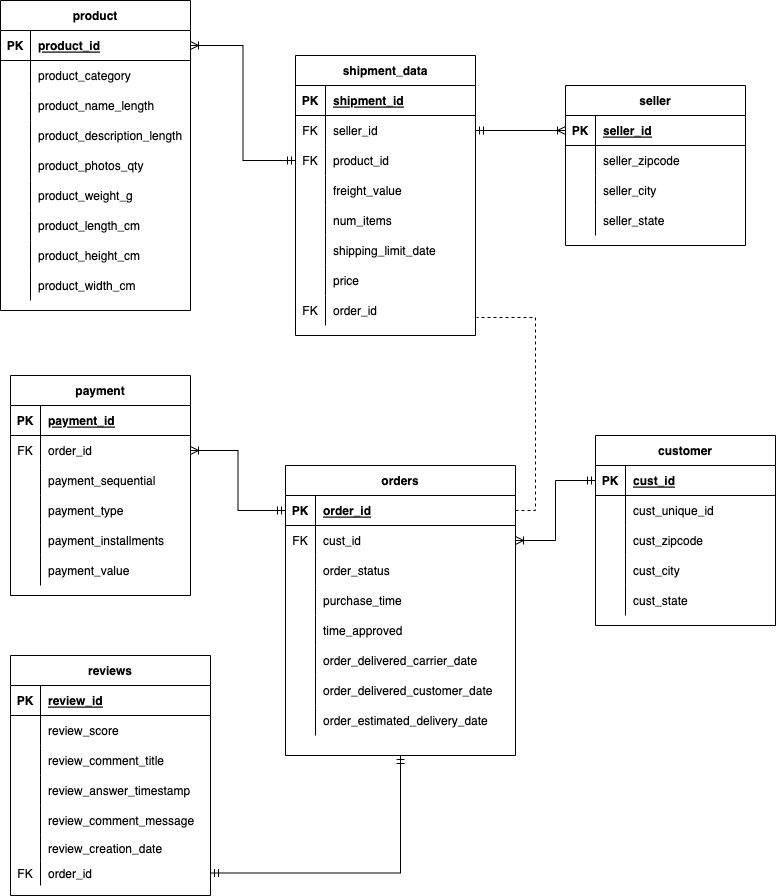 product
PK product_id
product_category
product_name_length
product_description_length
product_photos_qty
product_weight_g
product_length_cm
product_height_cm
product_width_cm
shipment_data
PK shipment_id
FK seller_id
FK product_id
freight_value
num_items
shipping_limit_date
price
FK order_id
seller
PK seller_id
seller_zipcode
seller_city
seller_state
payment
PK payment_id
FK order_id
payment_sequential
payment_type
payment_installments
payment_value
orders
PK order_id
FK cust_id
order_status
purchase_time
time_approved
order_delivered_carrier_date
order_delivered_customer_date
order_estimated_delivery_date
customer
PK cust_id
cust_unique_id
cust_zipcode
cust_city
cust_state
reviews
PK review_id
review_score
review_comment_title
review_answer_timestamp
review_comment_message
review_creation_date
FK order_id